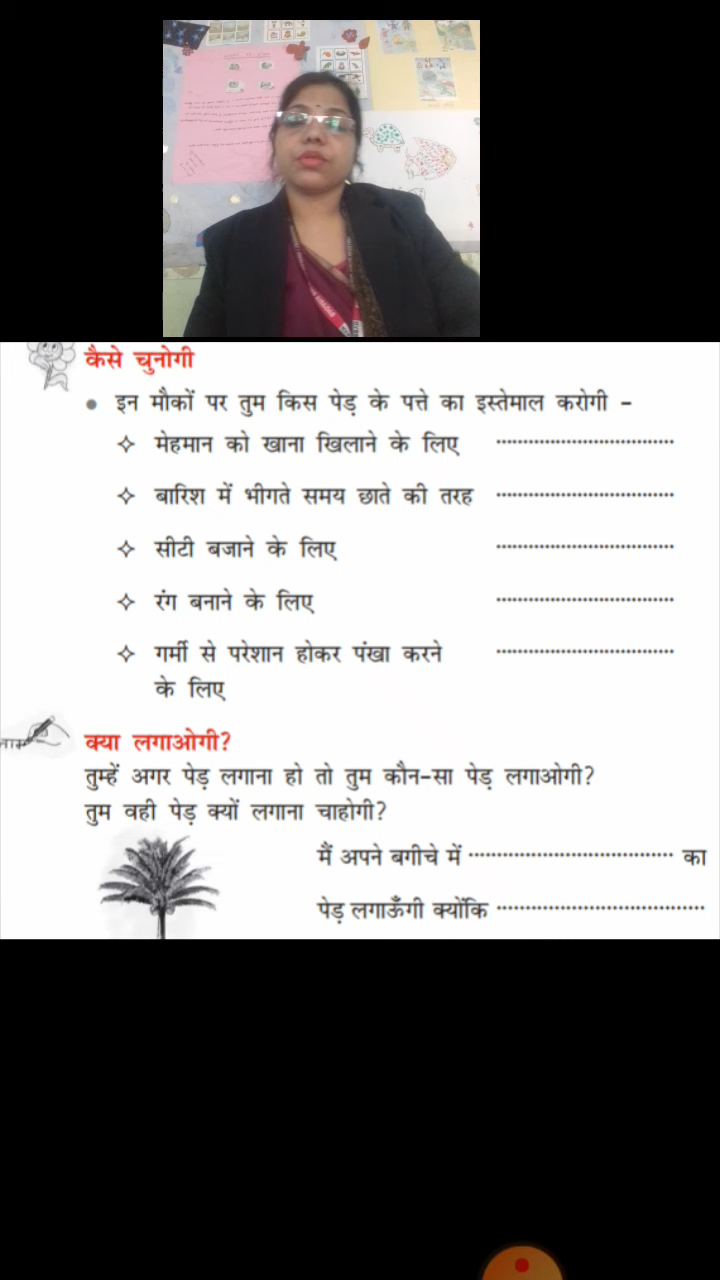 कैसे चुनोगी
● इन मौकों पर तुम किस पेड़ के पत्ते का इस्तेमाल करोगी –
✧ मेहमान को खाना खिलाने के लिए ..................................
✧ बारिश में भीगते समय छाते की तरह ..................................
✧ सीटी बजाने के लिए ..................................
✧ रंग बनाने के लिए ..................................
✧ गर्मी से परेशान होकर पंखा करने ..................................
के लिए
क्या लगाओगी?
तुम्हें अगर पेड़ लगाना हो तो तुम कौन-सा पेड़ लगाओगी?
तुम वही पेड़ क्यों लगाना चाहोगी?
मैं अपने बगीचे में .................................. का
पेड़ लगाऊँगी क्योंकि ..................................